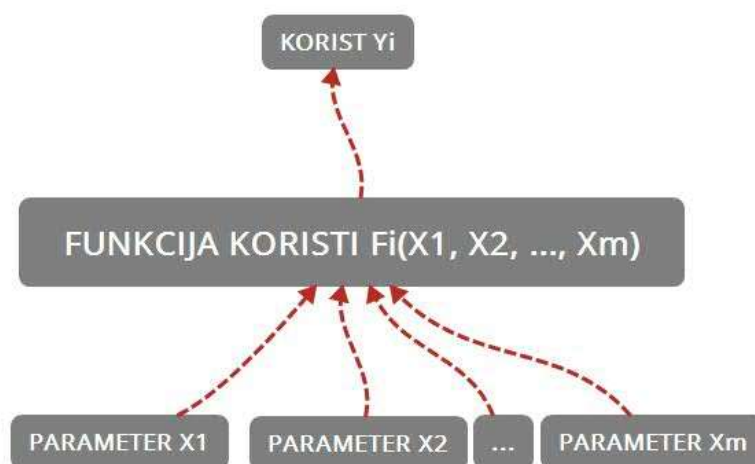 KORIST Yi
FUNKCIJA KORISTI Fi(X1, X2, ..., Xm)
PARAMETER X1
PARAMETER X2
...
PARAMETER Xm